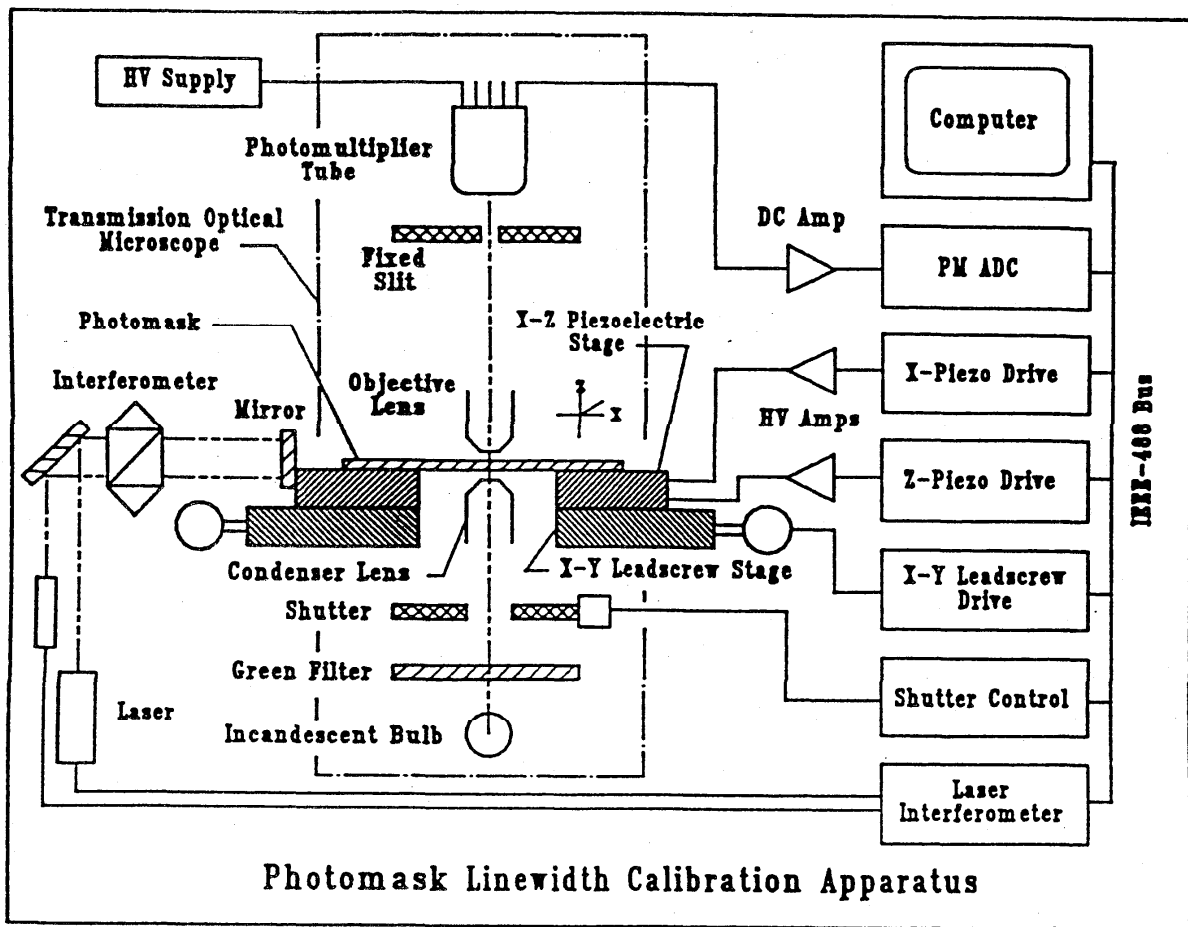 HV Supply
Computer
Photomultiplier
Tube
Transmission Optical
Microscope
DC Amp
Fixed
Slit
PM ADC
Photomask
X-Z Piezoelectric
Stage
Interferometer
Objective
Lens
Z
X
X-Piezo Drive
Mirror
HV Amps
IEEE-488 Bus
Z-Piezo Drive
Condenser Lens
X-Y Leadscrew Stage
X-Y Leadscrew
Drive
Shutter
Green Filter
Shutter Control
Laser
Incandescent Bulb
Laser
Interferometer
Photomask Linewidth Calibration Apparatus